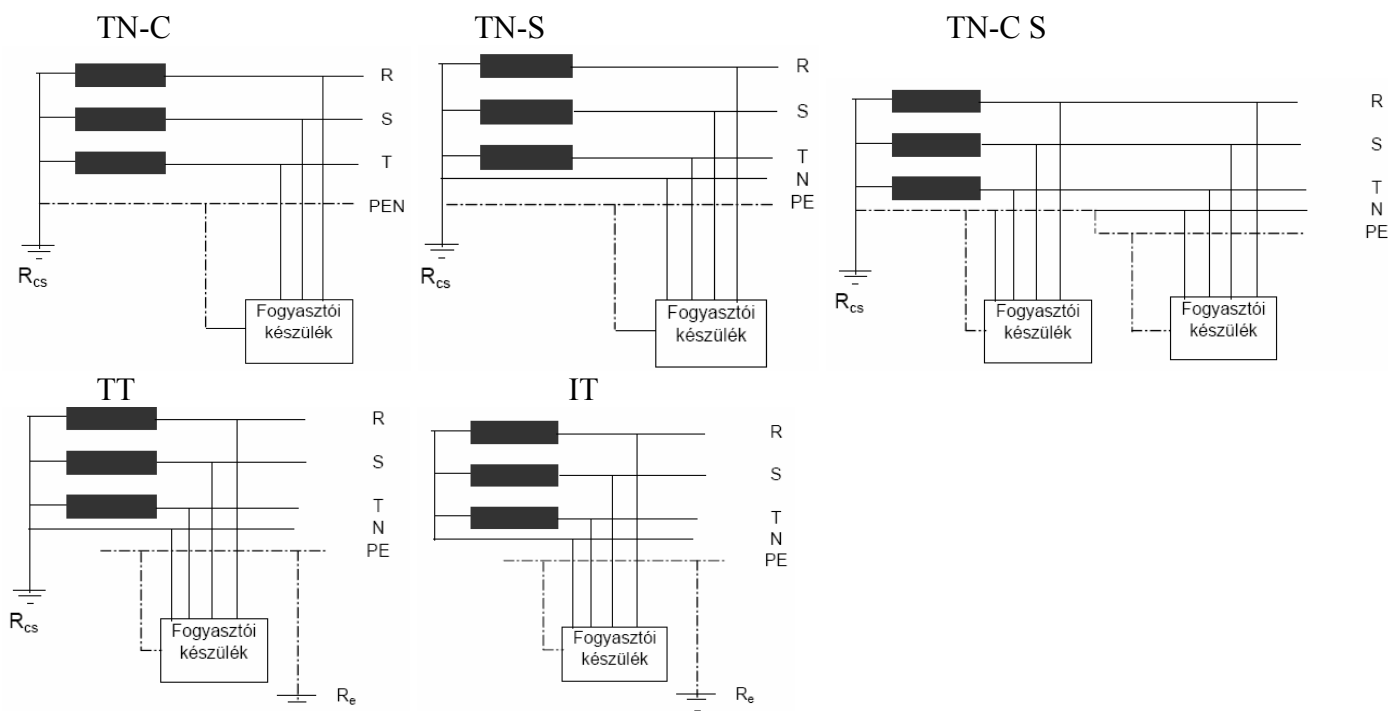 TN-C
R
S
T
PEN
Rcs
Fogyasztói
készülék
TN-S
R
S
T
N
PE
Rcs
Fogyasztói
készülék
TN-C S
R
S
T
N
PE
Rcs
Fogyasztói
készülék
Fogyasztói
készülék
TT
R
S
T
N
PE
Rcs
Fogyasztói
készülék
Re
IT
R
S
T
N
PE
Fogyasztói
készülék
Re